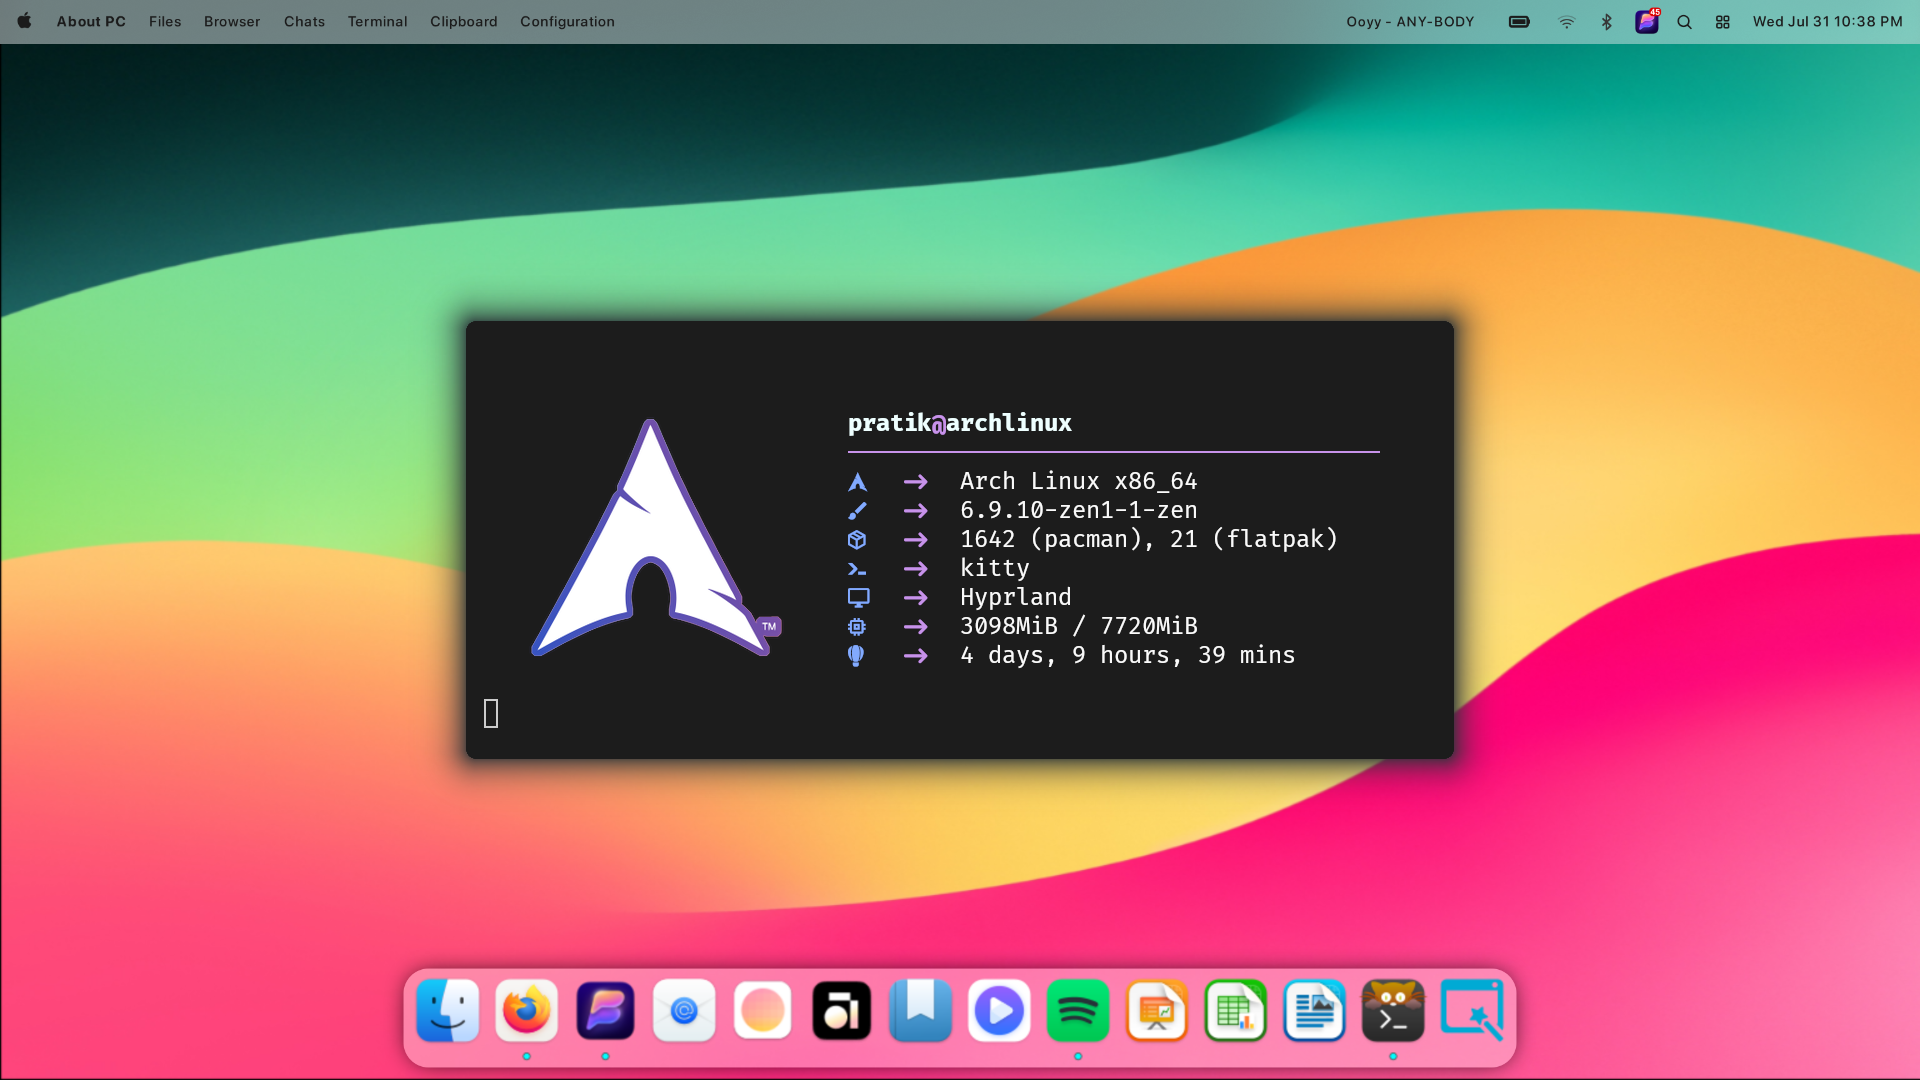 About PC Files Browser Chats Terminal Clipboard Configuration Ooyy - ANY-BODY 45 Wed Jul 31 10:38 PM
pratik@archlinux
Arch Linux x86_64
6.9.10-zen1-1-zen
1642 (pacman), 21 (flatpak)
kitty
Hyprland
3098MiB / 7720MiB
4 days, 9 hours, 39 mins
TM